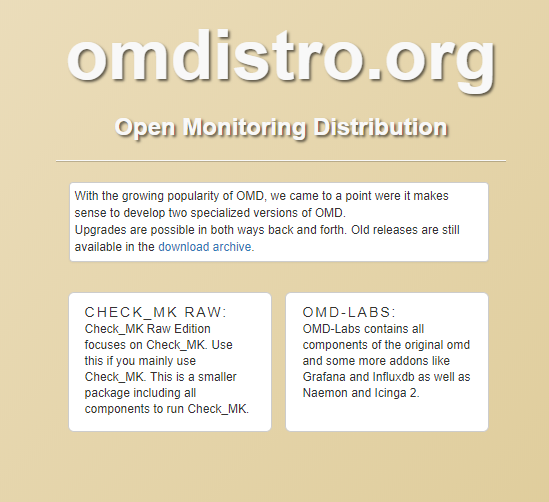 omdistro.org
Open Monitoring Distribution
With the growing popularity of OMD, we came to a point were it makes
sense to develop two specialized versions of OMD.
Upgrades are possible in both ways back and forth. Old releases are still
available in the download archive.
CHECK_MK RAW:
Check_MK Raw Edition
focuses on Check_MK. Use
this if you mainly use
Check_MK. This is a smaller
package including all
components to run Check_MK.
OMD-LABS:
OMD-Labs contains all
components of the original omd
and some more addons like
Grafana and Influxdb as well as
Naemon and Icinga 2.